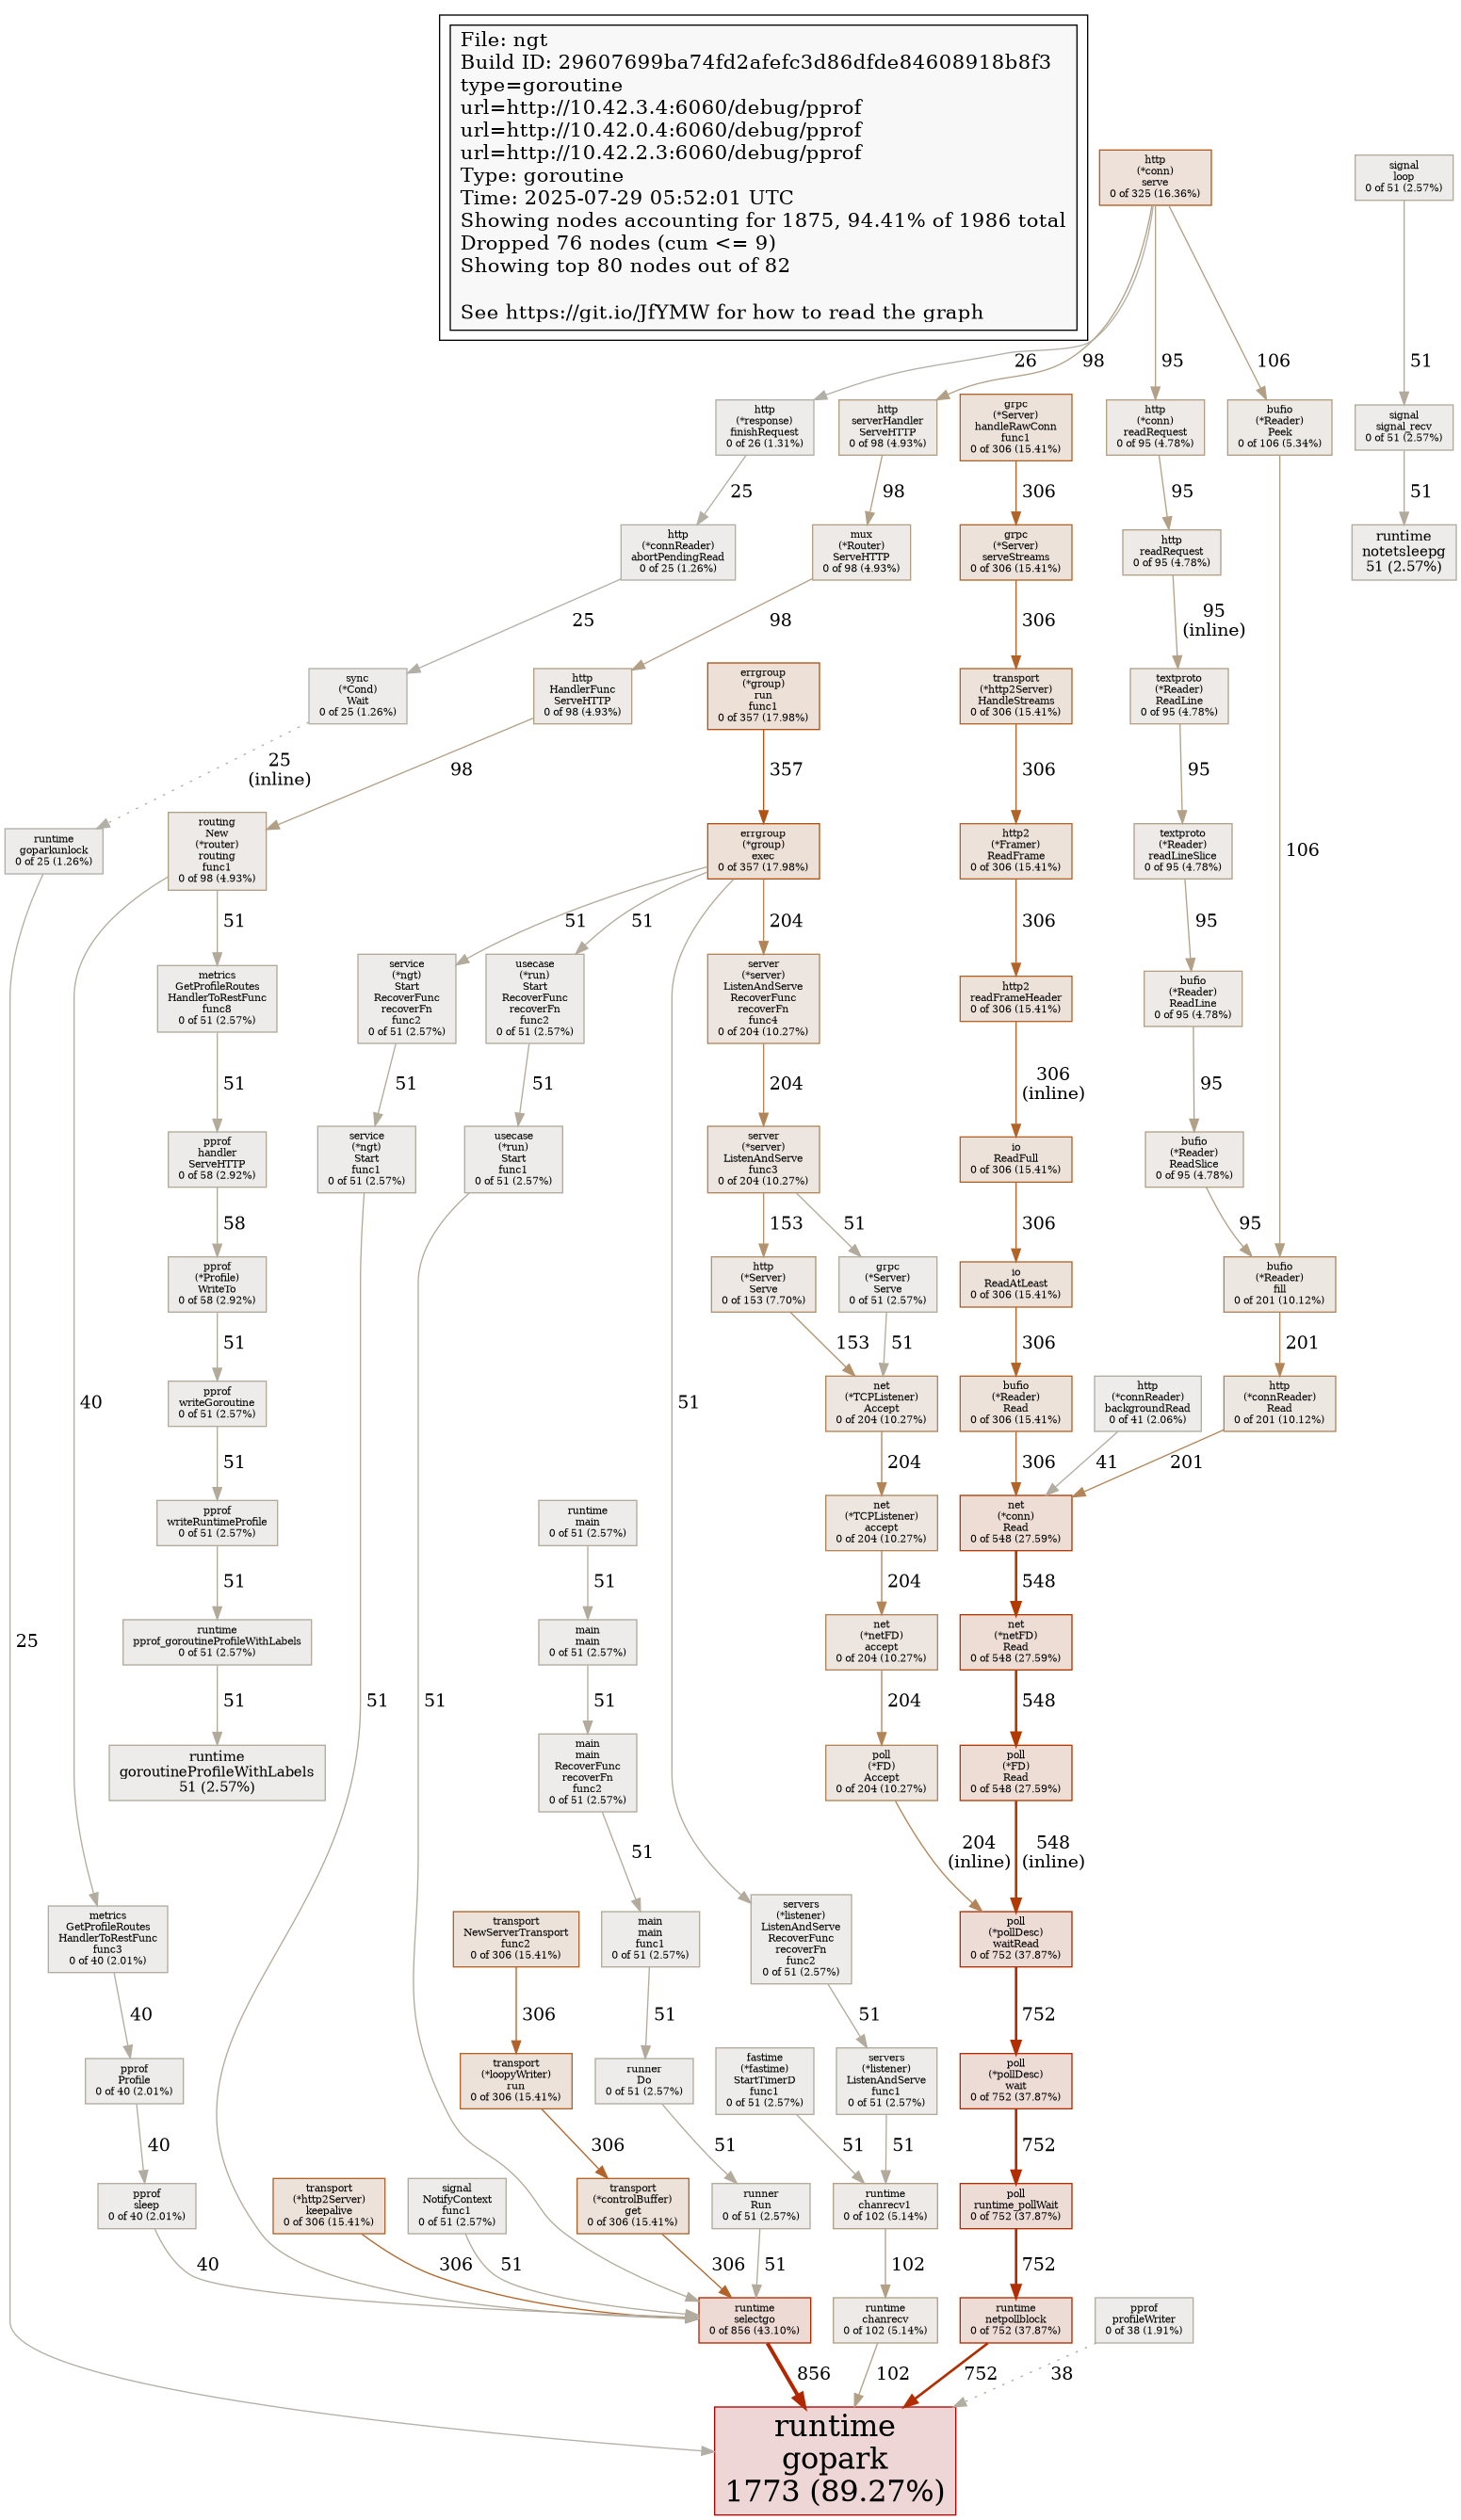 File: ngt
Build ID: 29607699ba74fd2afefc3d86dfde84608918b8f3
type=goroutine
url=http://10.42.3.4:6060/debug/pprof
url=http://10.42.0.4:6060/debug/pprof
url=http://10.42.2.3:6060/debug/pprof
Type: goroutine
Time: 2025-07-29 05:52:01 UTC
Showing nodes accounting for 1875, 94.41% of 1986 total
Dropped 76 nodes (cum <= 9)
Showing top 80 nodes out of 82
See https://git.io/JfYMW for how to read the graph
http
(*conn)
serve
0 of 325 (16.36%)
signal
loop
0 of 51 (2.57%)
26
98
95
106
51
http
(*response)
finishRequest
0 of 26 (1.31%)
http
serverHandler
ServeHTTP
0 of 98 (4.93%)
grpc
(*Server)
handleRawConn
func1
0 of 306 (15.41%)
http
(*conn)
readRequest
0 of 95 (4.78%)
bufio
(*Reader)
Peek
0 of 106 (5.34%)
signal
signal_recv
0 of 51 (2.57%)
25
98
306
95
51
http
(*connReader)
abortPendingRead
0 of 25 (1.26%)
mux
(*Router)
ServeHTTP
0 of 98 (4.93%)
grpc
(*Server)
serveStreams
0 of 306 (15.41%)
http
readRequest
0 of 95 (4.78%)
runtime
notetsleepg
51 (2.57%)
25
98
306
95
(inline)
sync
(*Cond)
Wait
0 of 25 (1.26%)
http
HandlerFunc
ServeHTTP
0 of 98 (4.93%)
errgroup
(*group)
run
func1
0 of 357 (17.98%)
transport
(*http2Server)
HandleStreams
0 of 306 (15.41%)
textproto
(*Reader)
ReadLine
0 of 95 (4.78%)
25
(inline)
98
357
306
95
runtime
goparkunlock
0 of 25 (1.26%)
routing
New
(*router)
routing
func1
0 of 98 (4.93%)
errgroup
(*group)
exec
0 of 357 (17.98%)
http2
(*Framer)
ReadFrame
0 of 306 (15.41%)
textproto
(*Reader)
readLineSlice
0 of 95 (4.78%)
106
51
51
51
204
306
95
metrics
GetProfileRoutes
HandlerToRestFunc
func8
0 of 51 (2.57%)
service
(*ngt)
Start
RecoverFunc
recoverFn
func2
0 of 51 (2.57%)
usecase
(*run)
Start
RecoverFunc
recoverFn
func2
0 of 51 (2.57%)
server
(*server)
ListenAndServe
RecoverFunc
recoverFn
func4
0 of 204 (10.27%)
http2
readFrameHeader
0 of 306 (15.41%)
bufio
(*Reader)
ReadLine
0 of 95 (4.78%)
51
51
51
204
306
(inline)
95
pprof
handler
ServeHTTP
0 of 58 (2.92%)
service
(*ngt)
Start
func1
0 of 51 (2.57%)
usecase
(*run)
Start
func1
0 of 51 (2.57%)
server
(*server)
ListenAndServe
func3
0 of 204 (10.27%)
io
ReadFull
0 of 306 (15.41%)
bufio
(*Reader)
ReadSlice
0 of 95 (4.78%)
58
153
51
306
95
pprof
(*Profile)
WriteTo
0 of 58 (2.92%)
http
(*Server)
Serve
0 of 153 (7.70%)
grpc
(*Server)
Serve
0 of 51 (2.57%)
io
ReadAtLeast
0 of 306 (15.41%)
bufio
(*Reader)
fill
0 of 201 (10.12%)
51
153
51
306
201
40
51
pprof
writeGoroutine
0 of 51 (2.57%)
net
(*TCPListener)
Accept
0 of 204 (10.27%)
bufio
(*Reader)
Read
0 of 306 (15.41%)
http
(*connReader)
backgroundRead
0 of 41 (2.06%)
http
(*connReader)
Read
0 of 201 (10.12%)
51
204
306
41
201
pprof
writeRuntimeProfile
0 of 51 (2.57%)
runtime
main
0 of 51 (2.57%)
net
(*TCPListener)
accept
0 of 204 (10.27%)
net
(*conn)
Read
0 of 548 (27.59%)
51
51
204
548
25
51
51
runtime
pprof_goroutineProfileWithLabels
0 of 51 (2.57%)
main
main
0 of 51 (2.57%)
net
(*netFD)
accept
0 of 204 (10.27%)
net
(*netFD)
Read
0 of 548 (27.59%)
51
51
204
548
runtime
goroutineProfileWithLabels
51 (2.57%)
main
main
RecoverFunc
recoverFn
func2
0 of 51 (2.57%)
poll
(*FD)
Accept
0 of 204 (10.27%)
poll
(*FD)
Read
0 of 548 (27.59%)
51
204
(inline)
548
(inline)
metrics
GetProfileRoutes
HandlerToRestFunc
func3
0 of 40 (2.01%)
transport
NewServerTransport
func2
0 of 306 (15.41%)
main
main
func1
0 of 51 (2.57%)
servers
(*listener)
ListenAndServe
RecoverFunc
recoverFn
func2
0 of 51 (2.57%)
poll
(*pollDesc)
waitRead
0 of 752 (37.87%)
40
306
51
51
752
pprof
Profile
0 of 40 (2.01%)
transport
(*loopyWriter)
run
0 of 306 (15.41%)
runner
Do
0 of 51 (2.57%)
fastime
(*fastime)
StartTimerD
func1
0 of 51 (2.57%)
servers
(*listener)
ListenAndServe
func1
0 of 51 (2.57%)
poll
(*pollDesc)
wait
0 of 752 (37.87%)
40
306
51
51
51
752
pprof
sleep
0 of 40 (2.01%)
transport
(*http2Server)
keepalive
0 of 306 (15.41%)
signal
NotifyContext
func1
0 of 51 (2.57%)
transport
(*controlBuffer)
get
0 of 306 (15.41%)
runner
Run
0 of 51 (2.57%)
runtime
chanrecv1
0 of 102 (5.14%)
poll
runtime_pollWait
0 of 752 (37.87%)
40
306
51
306
51
102
752
runtime
selectgo
0 of 856 (43.10%)
runtime
chanrecv
0 of 102 (5.14%)
runtime
netpollblock
0 of 752 (37.87%)
pprof
profileWriter
0 of 38 (1.91%)
856
102
752
38
runtime
gopark
1773 (89.27%)